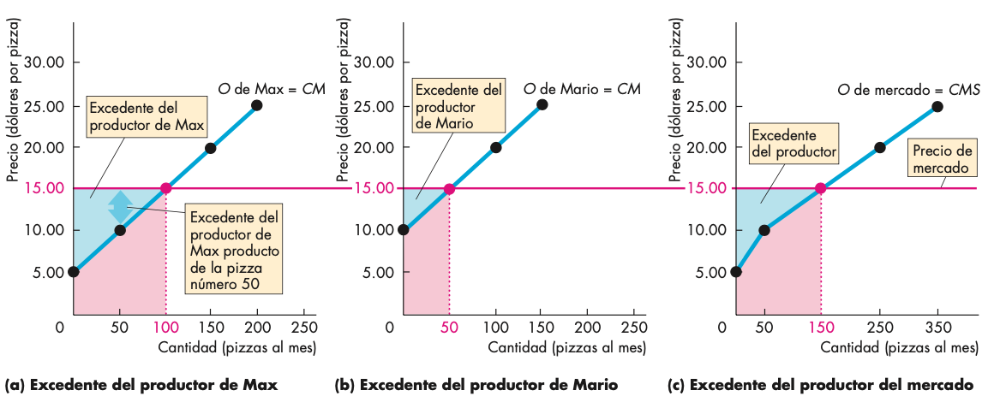 Precio (dólares por pizza)
30.00
25.00
20.00
15.00
10.00
5.00
0
50
100
150
200
250
Cantidad (pizzas al mes)
O de Max = CM
Excedente del
productor de Max
Excedente del
productor de
Max producto
de la pizza
número 50
(a) Excedente del productor de Max
Precio (dólares por pizza)
30.00
25.00
20.00
15.00
10.00
5.00
0
50
100
150
200
250
Cantidad (pizzas al mes)
O de Mario = CM
Excedente del
productor
de Mario
(b) Excedente del productor de Mario
Precio (dólares por pizza)
30.00
25.00
20.00
15.00
10.00
5.00
0
50
150
250
350
Cantidad (pizzas al mes)
O de mercado = CMS
Excedente
del productor
Precio de
mercado
(c) Excedente del productor del mercado